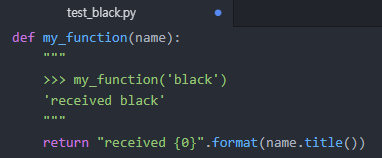 test_black.py
def my_function(name):
    """
    >>> my_function('black')
    'received black'
    """
    return "received {0}".format(name.title())